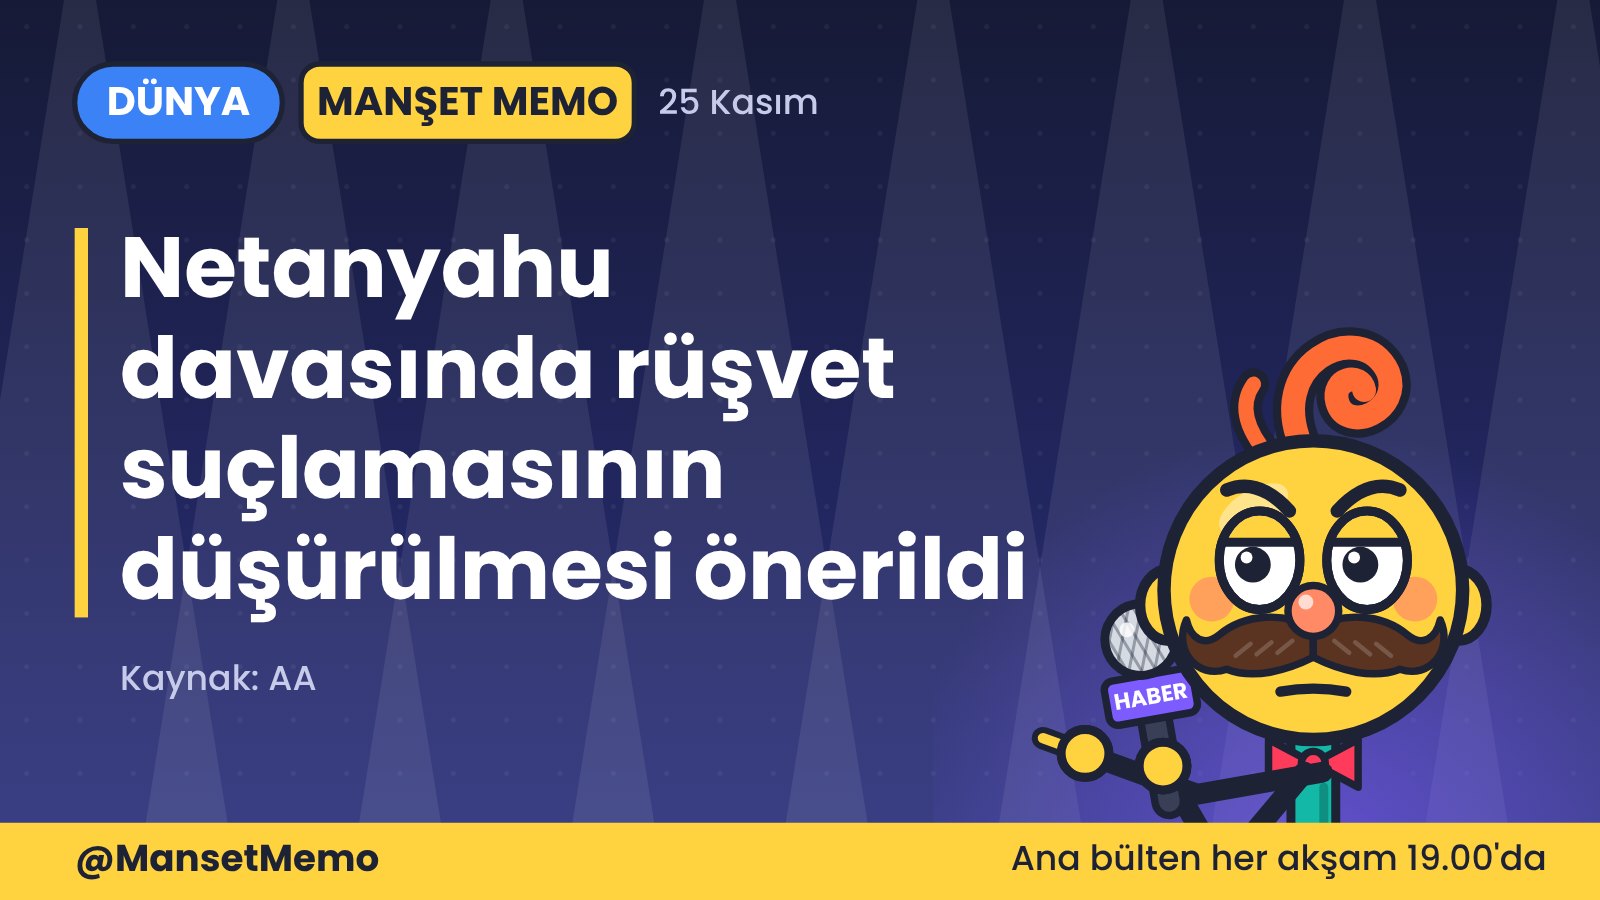 DÜNYA MANŞET MEMO 25 Kasım
Netanyahu
davasında rüşvet
suçlamasının
düşürülmesi önerildi
Kaynak: AA
HABER
@MansetMemo Ana bülten her akşam 19.00'da